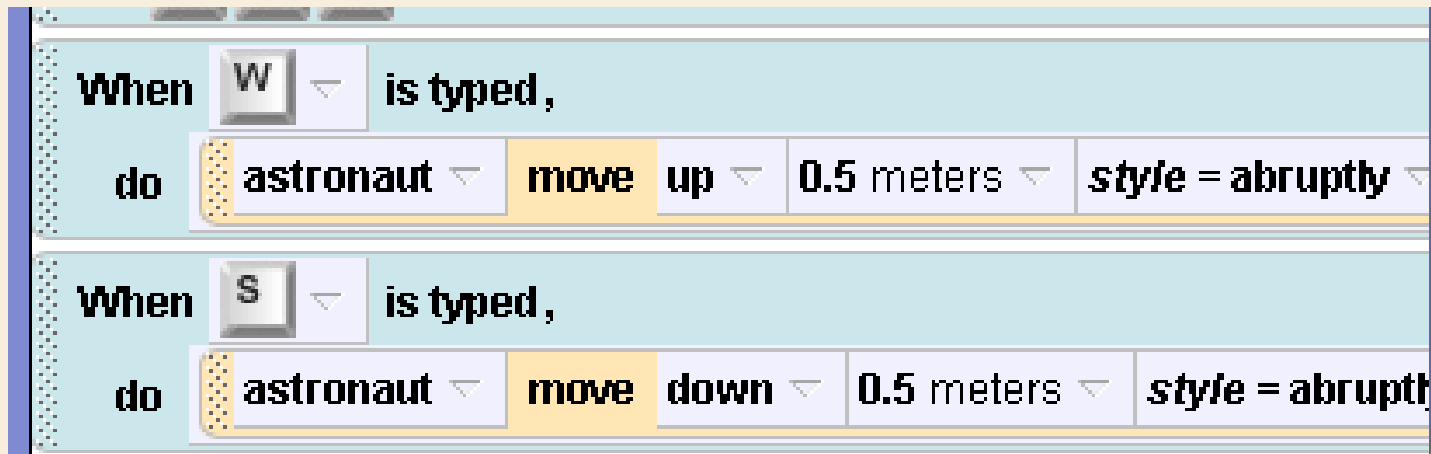 When W is typed,
do astronaut move up 0.5 meters style = abruptly
When S is typed,
do astronaut move down 0.5 meters style = abruptl